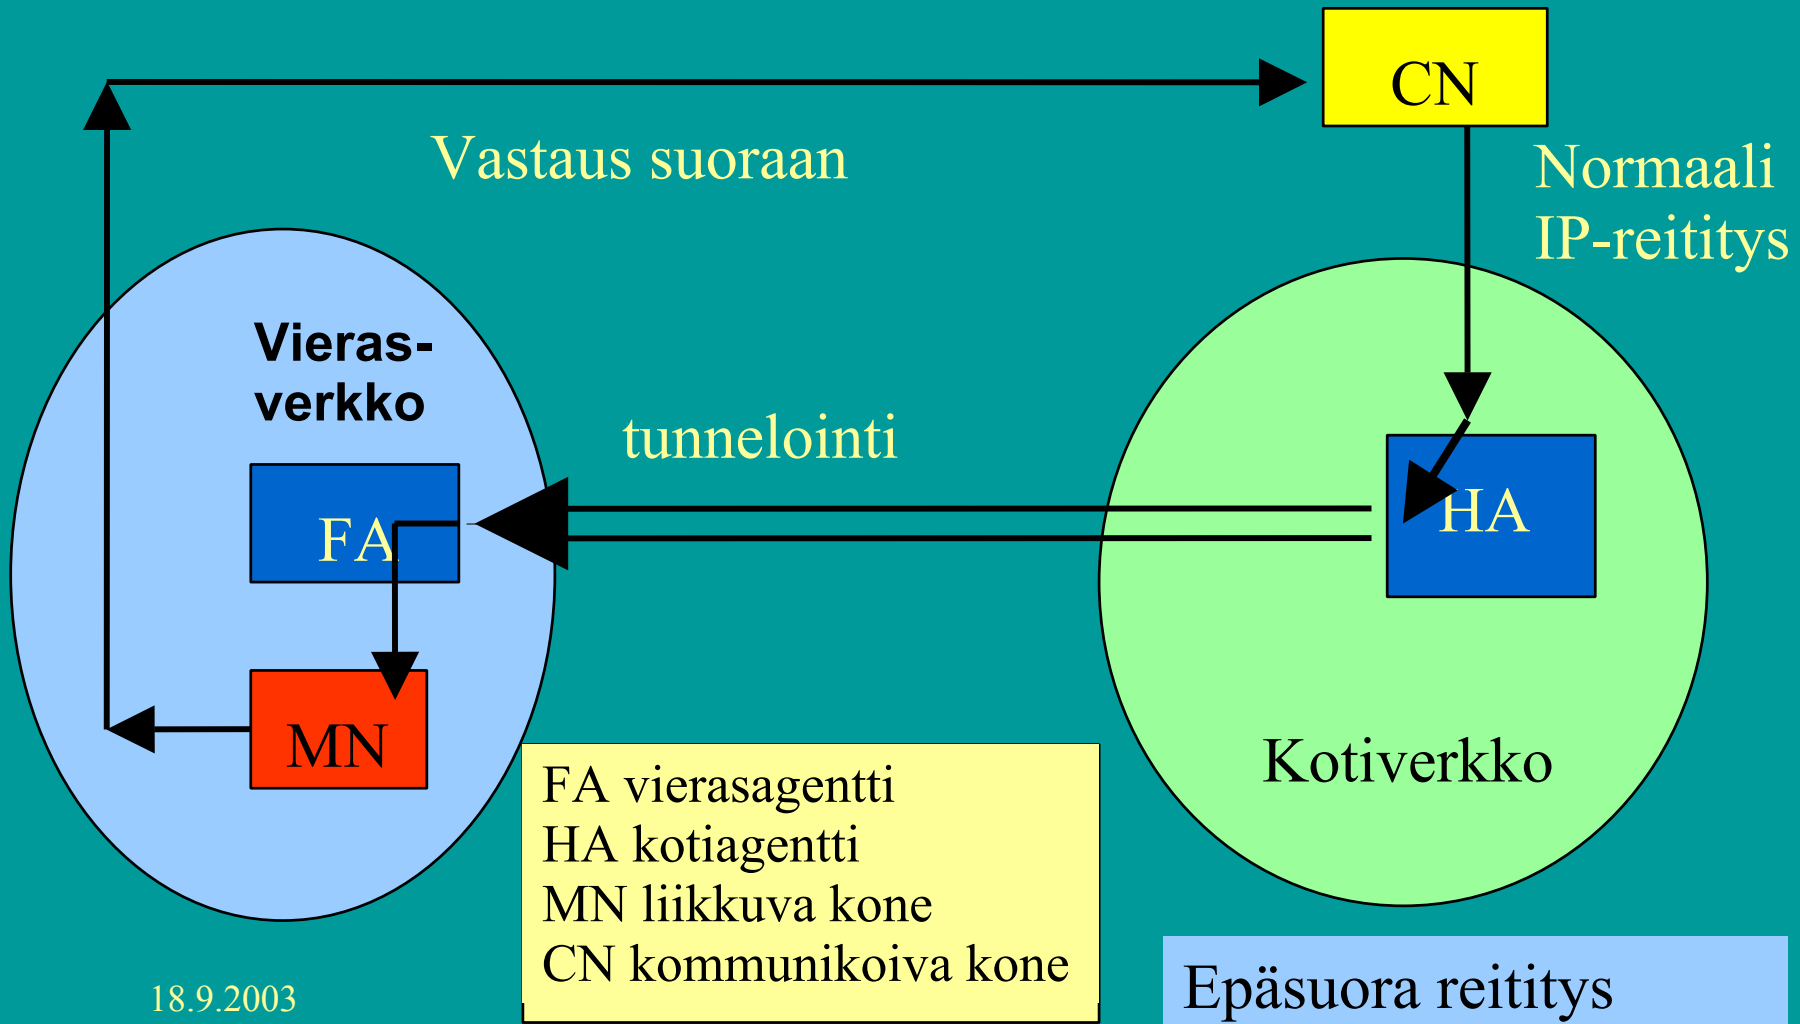 CN
Vastaus suoraan
Normaali
IP-reititys
Vieras-
verkko
tunnelointi
FA
HA
MN
Kotiverkko
FA vierasagentti
HA kotiagentti
MN liikkuva kone
CN kommunikoiva kone
Epäsuora reititys
18.9.2003